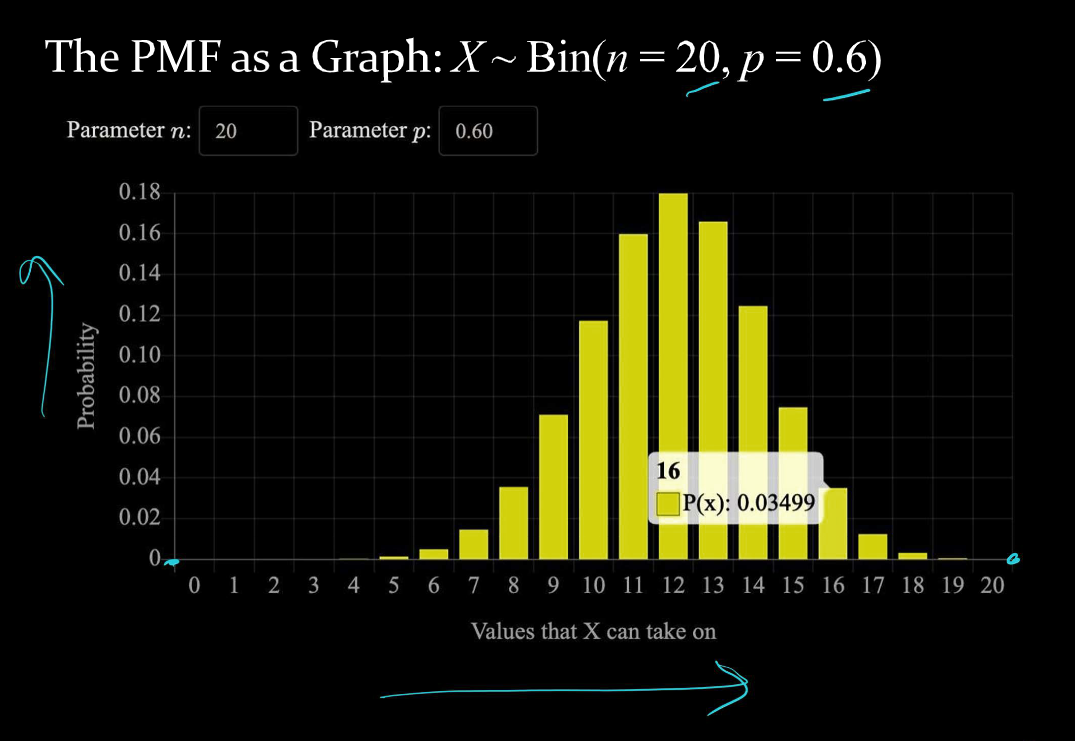 The PMF as a Graph: X ~ Bin(n = 20, p = 0.6)
Parameter n: 20 Parameter p: 0.60
0.18
0.16
0.14
0.12
0.10
0.08
0.06
0.04
0.02
0
Probability
16
P(x): 0.03499
0 1 2 3 4 5 6 7 8 9 10 11 12 13 14 15 16 17 18 19 20
Values that X can take on